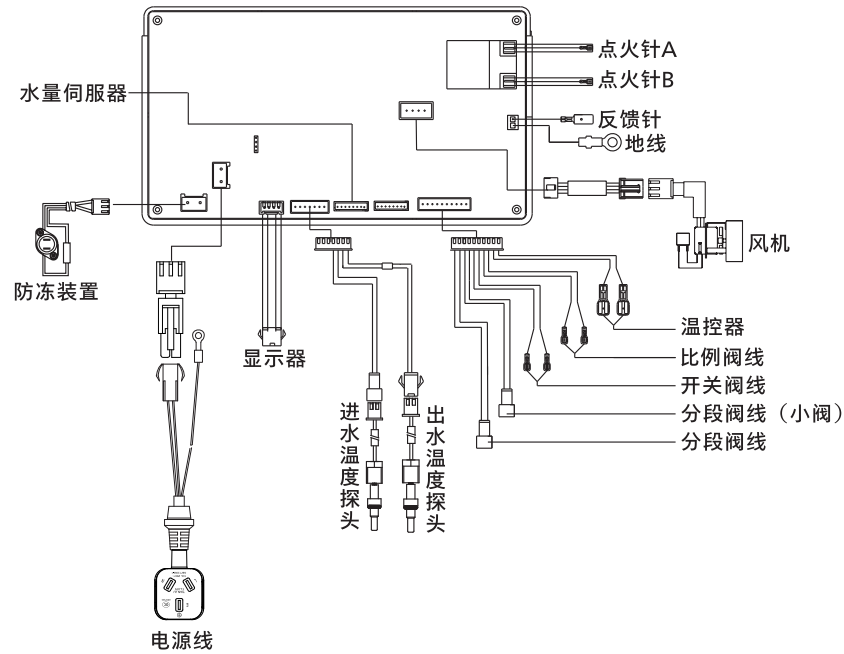 点火针A
点火针B
水量伺服器
反馈针
地线
风机
防冻装置
显示器
温控器
比例阀线
开关阀线
分段阀线（小阀）
分段阀线
进水温度探头
出水温度探头
电源线